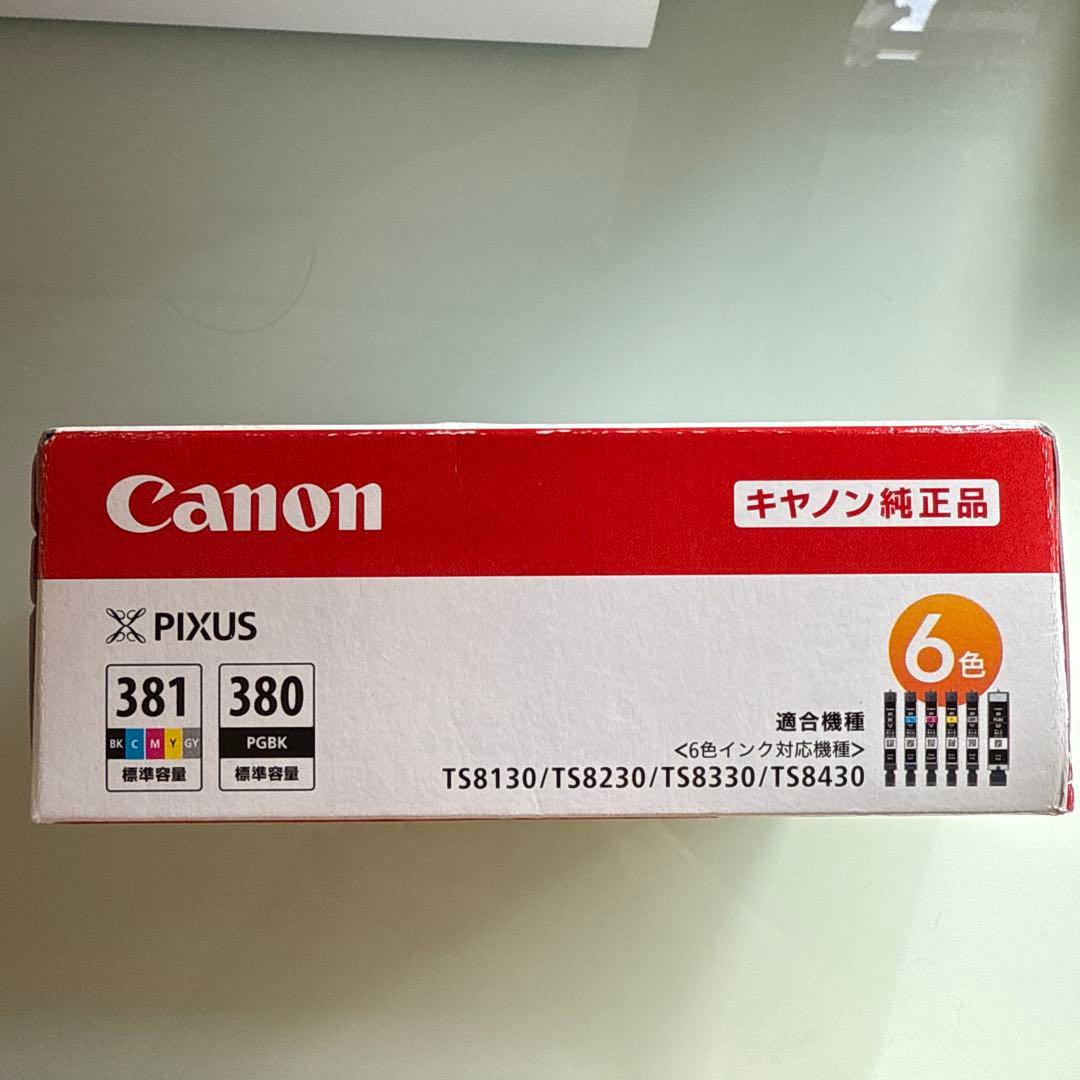 Canon
キヤノン純正品
PIXUS
6色
381
BK C M Y GY
標準容量
380
PGBK
標準容量
適合機種
<6色インク対応機種>
TS8130/TS8230/TS8330/TS8430